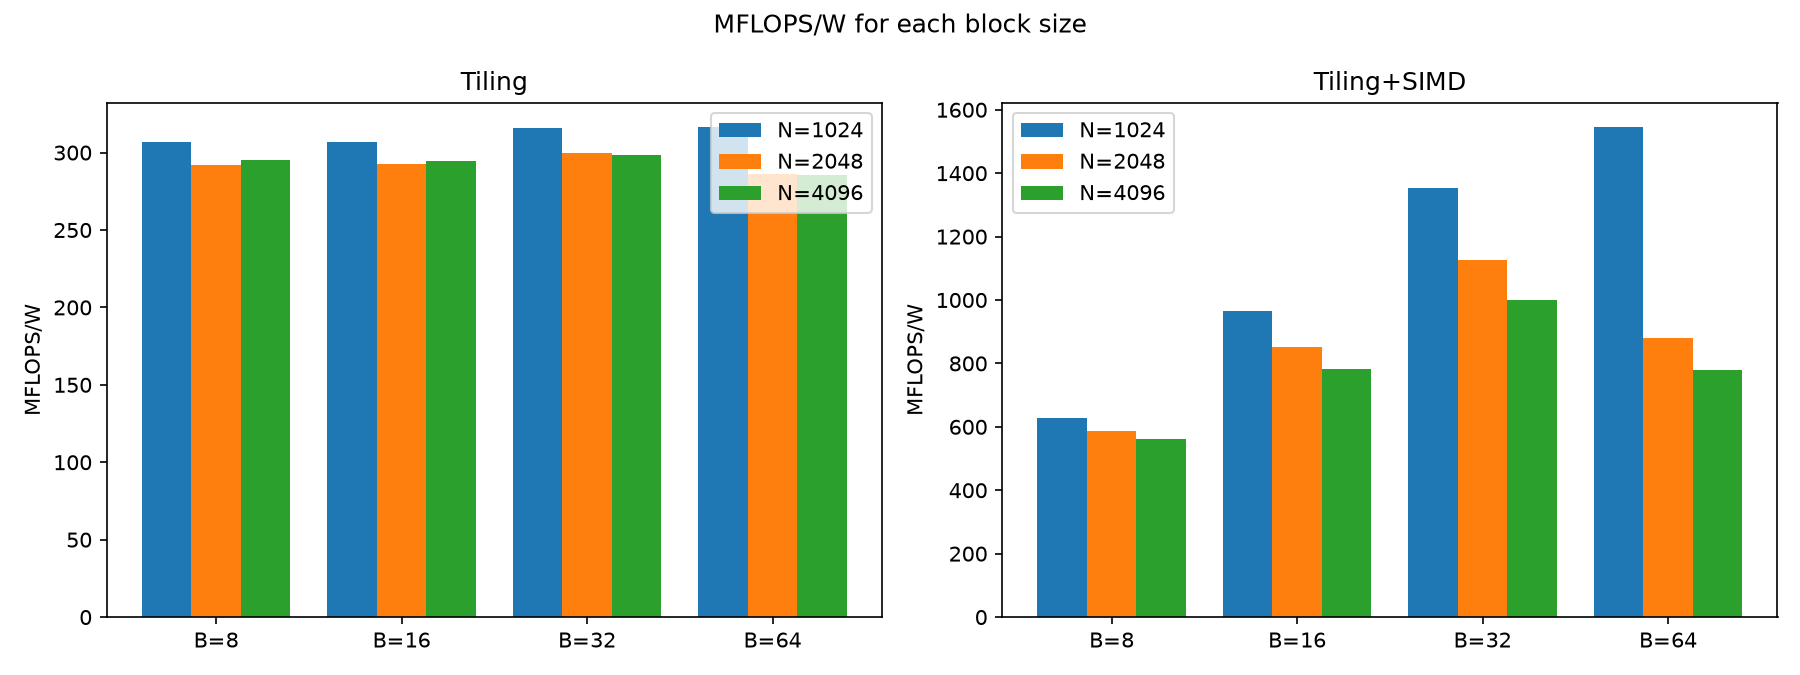 MFLOPS/W for each block size
Tiling
MFLOPS/W
300
250
200
150
100
50
0
B=8
B=16
B=32
B=64
N=1024
N=2048
N=4096
Tiling+SIMD
MFLOPS/W
1600
1400
1200
1000
800
600
400
200
0
B=8
B=16
B=32
B=64
N=1024
N=2048
N=4096